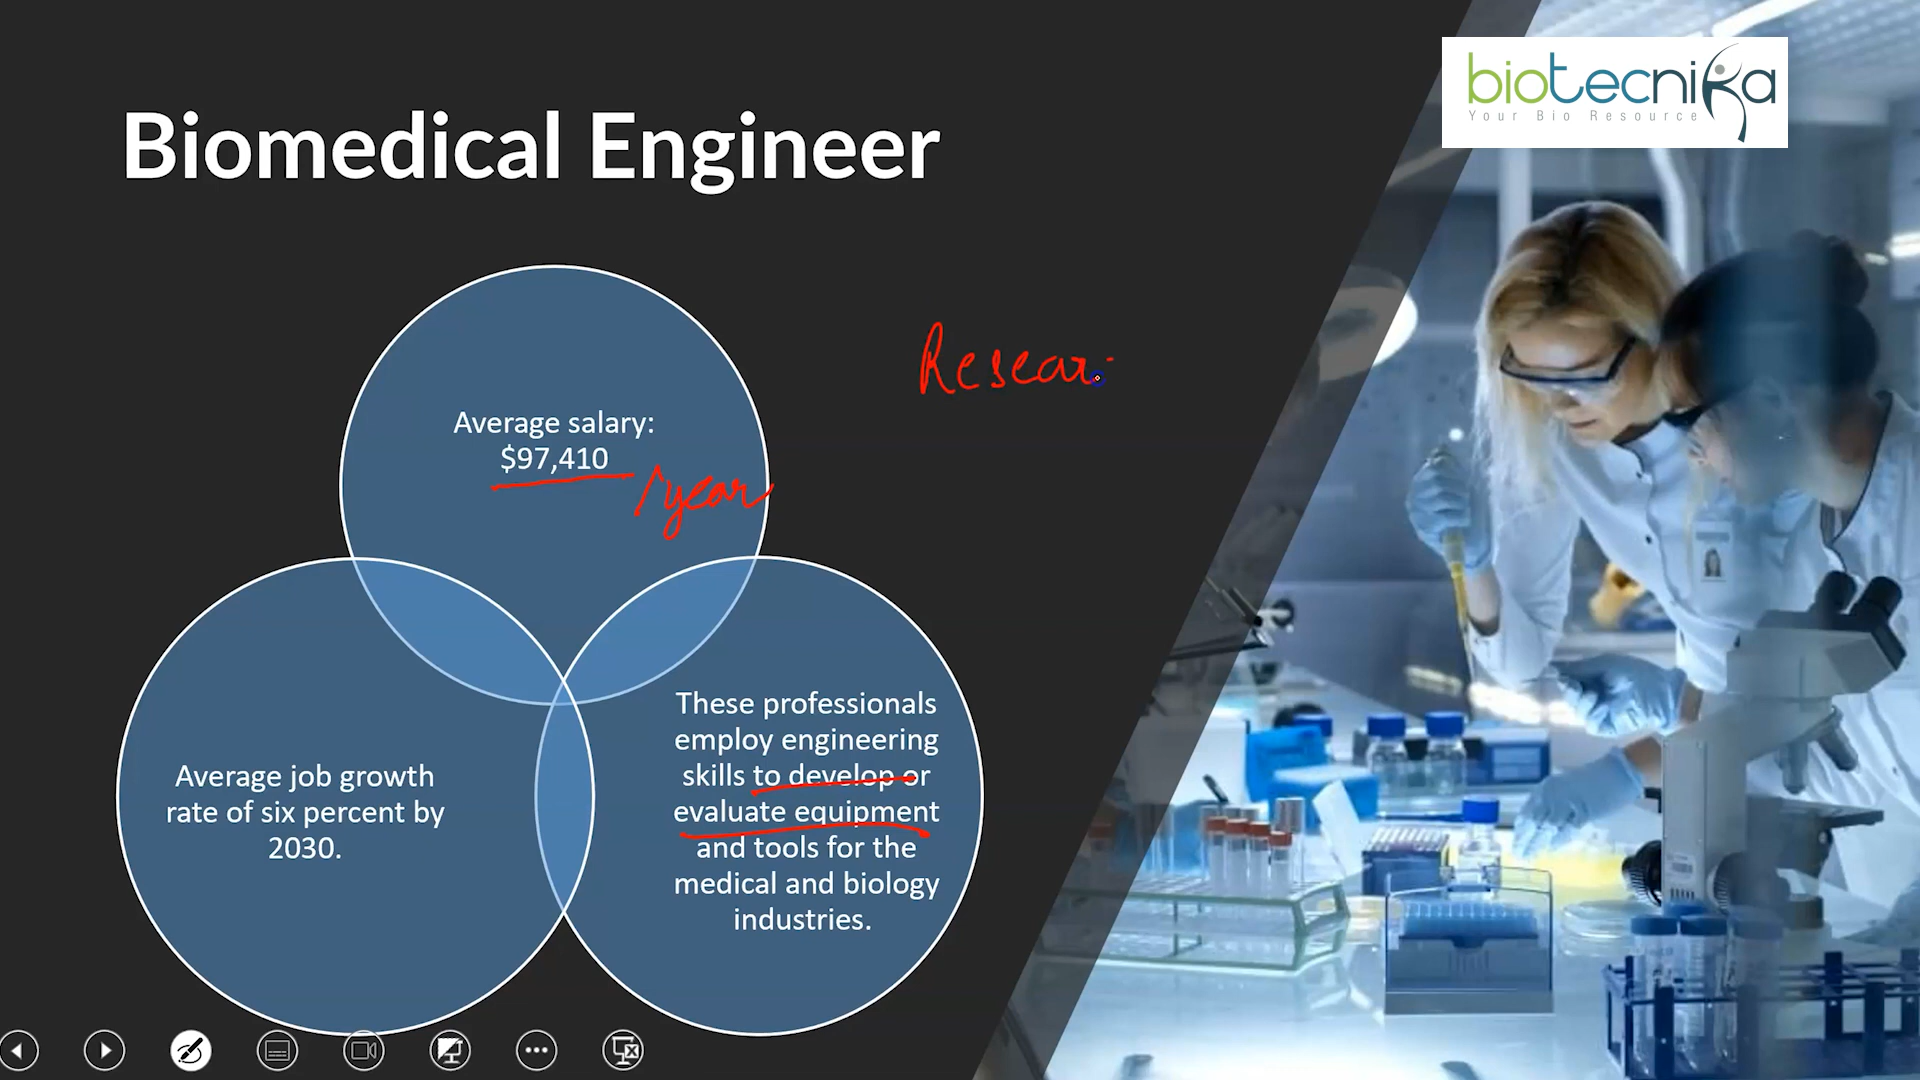 biotecnika
Your Bio Resource
Biomedical Engineer
Resear
Average salary:
$97,410
/year
Average job growth
rate of six percent by
2030.
These professionals
employ engineering
skills to develop or
evaluate equipment
and tools for the
medical and biology
industries.